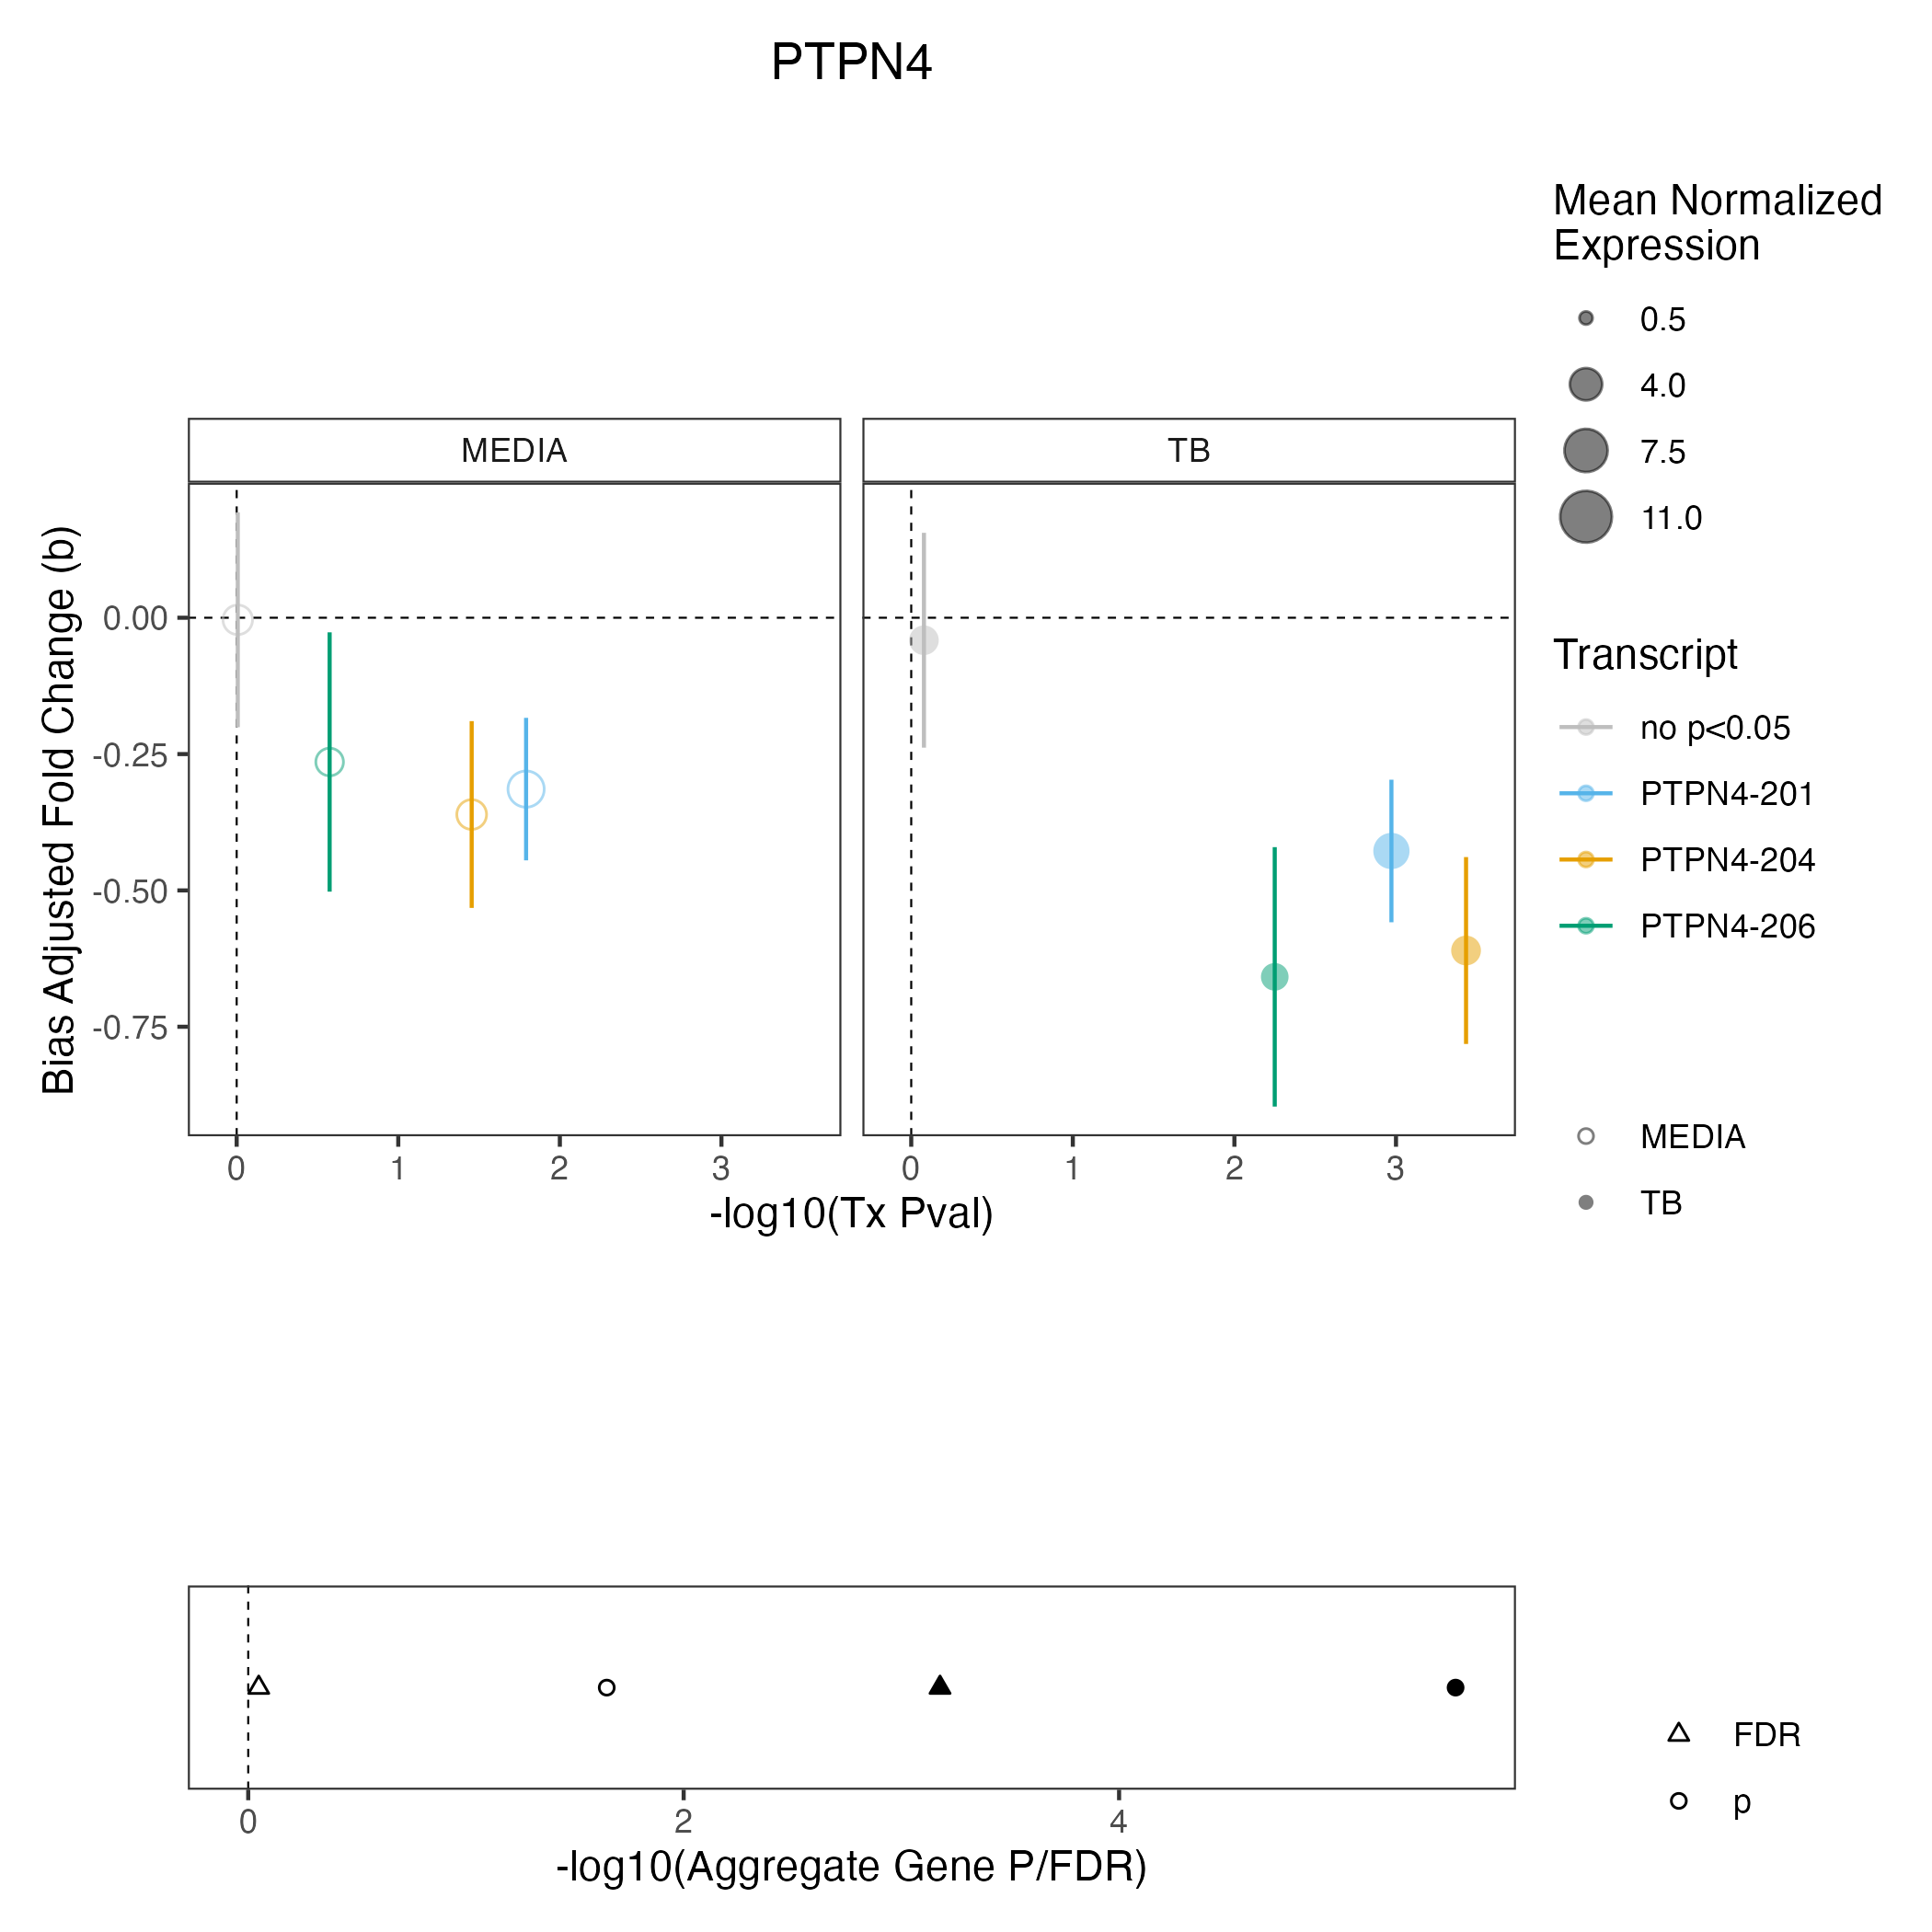 PTPN4
Mean Normalized
Expression
0.5
4.0
7.5
11.0
MEDIA
TB
Bias Adjusted Fold Change (b)
0.00
-0.25
-0.50
-0.75
0
1
2
3
0
1
2
3
-log10(Tx Pval)
Transcript
no p<0.05
PTPN4-201
PTPN4-204
PTPN4-206
MEDIA
TB
0
2
4
-log10(Aggregate Gene P/FDR)
FDR
p